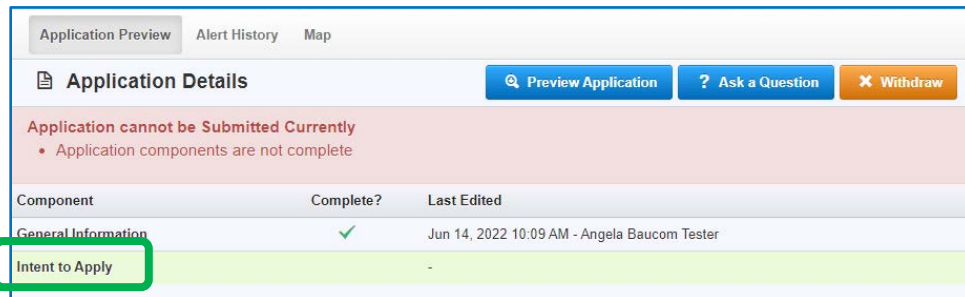 Application Preview Alert History Map
Application Details Preview Application ? Ask a Question Withdraw
Application cannot be Submitted Currently
• Application components are not complete
Component Complete? Last Edited
General Information ✓ Jun 14, 2022 10:09 AM - Angela Baucom Tester
Intent to Apply -